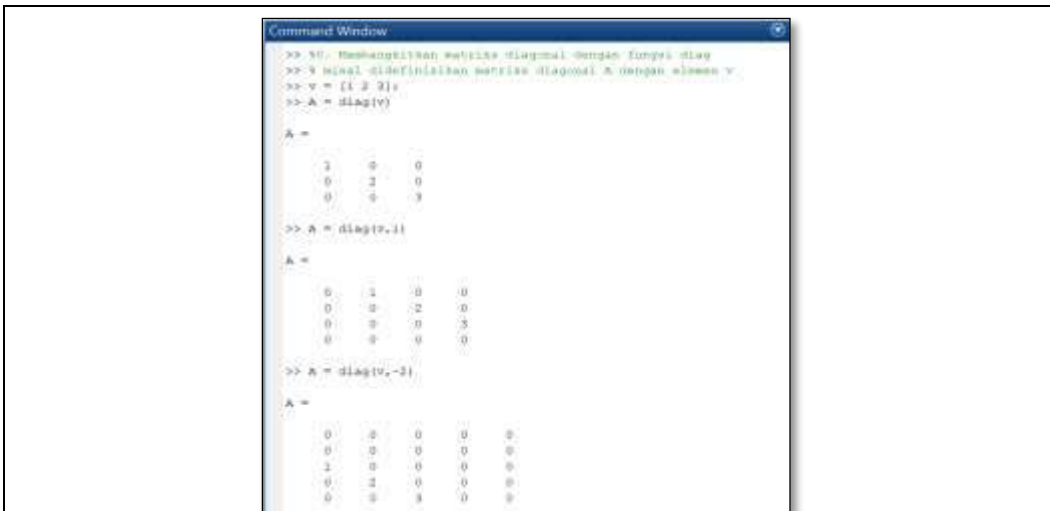 Command Window
>> %C. Membangkitkan matriks diagonal dengan fungsi diag
>> % misal didefinisikan matriks diagonal A dengan elemen v
>> v = [1 2 3];
>> A = diag(v)
A =
1 0 0
0 2 0
0 0 3
>> A = diag(v,1)
A =
0 1 0 0
0 0 2 0
0 0 0 3
0 0 0 0
>> A = diag(v,-2)
A =
0 0 0 0 0
0 0 0 0 0
1 0 0 0 0
0 2 0 0 0
0 0 3 0 0